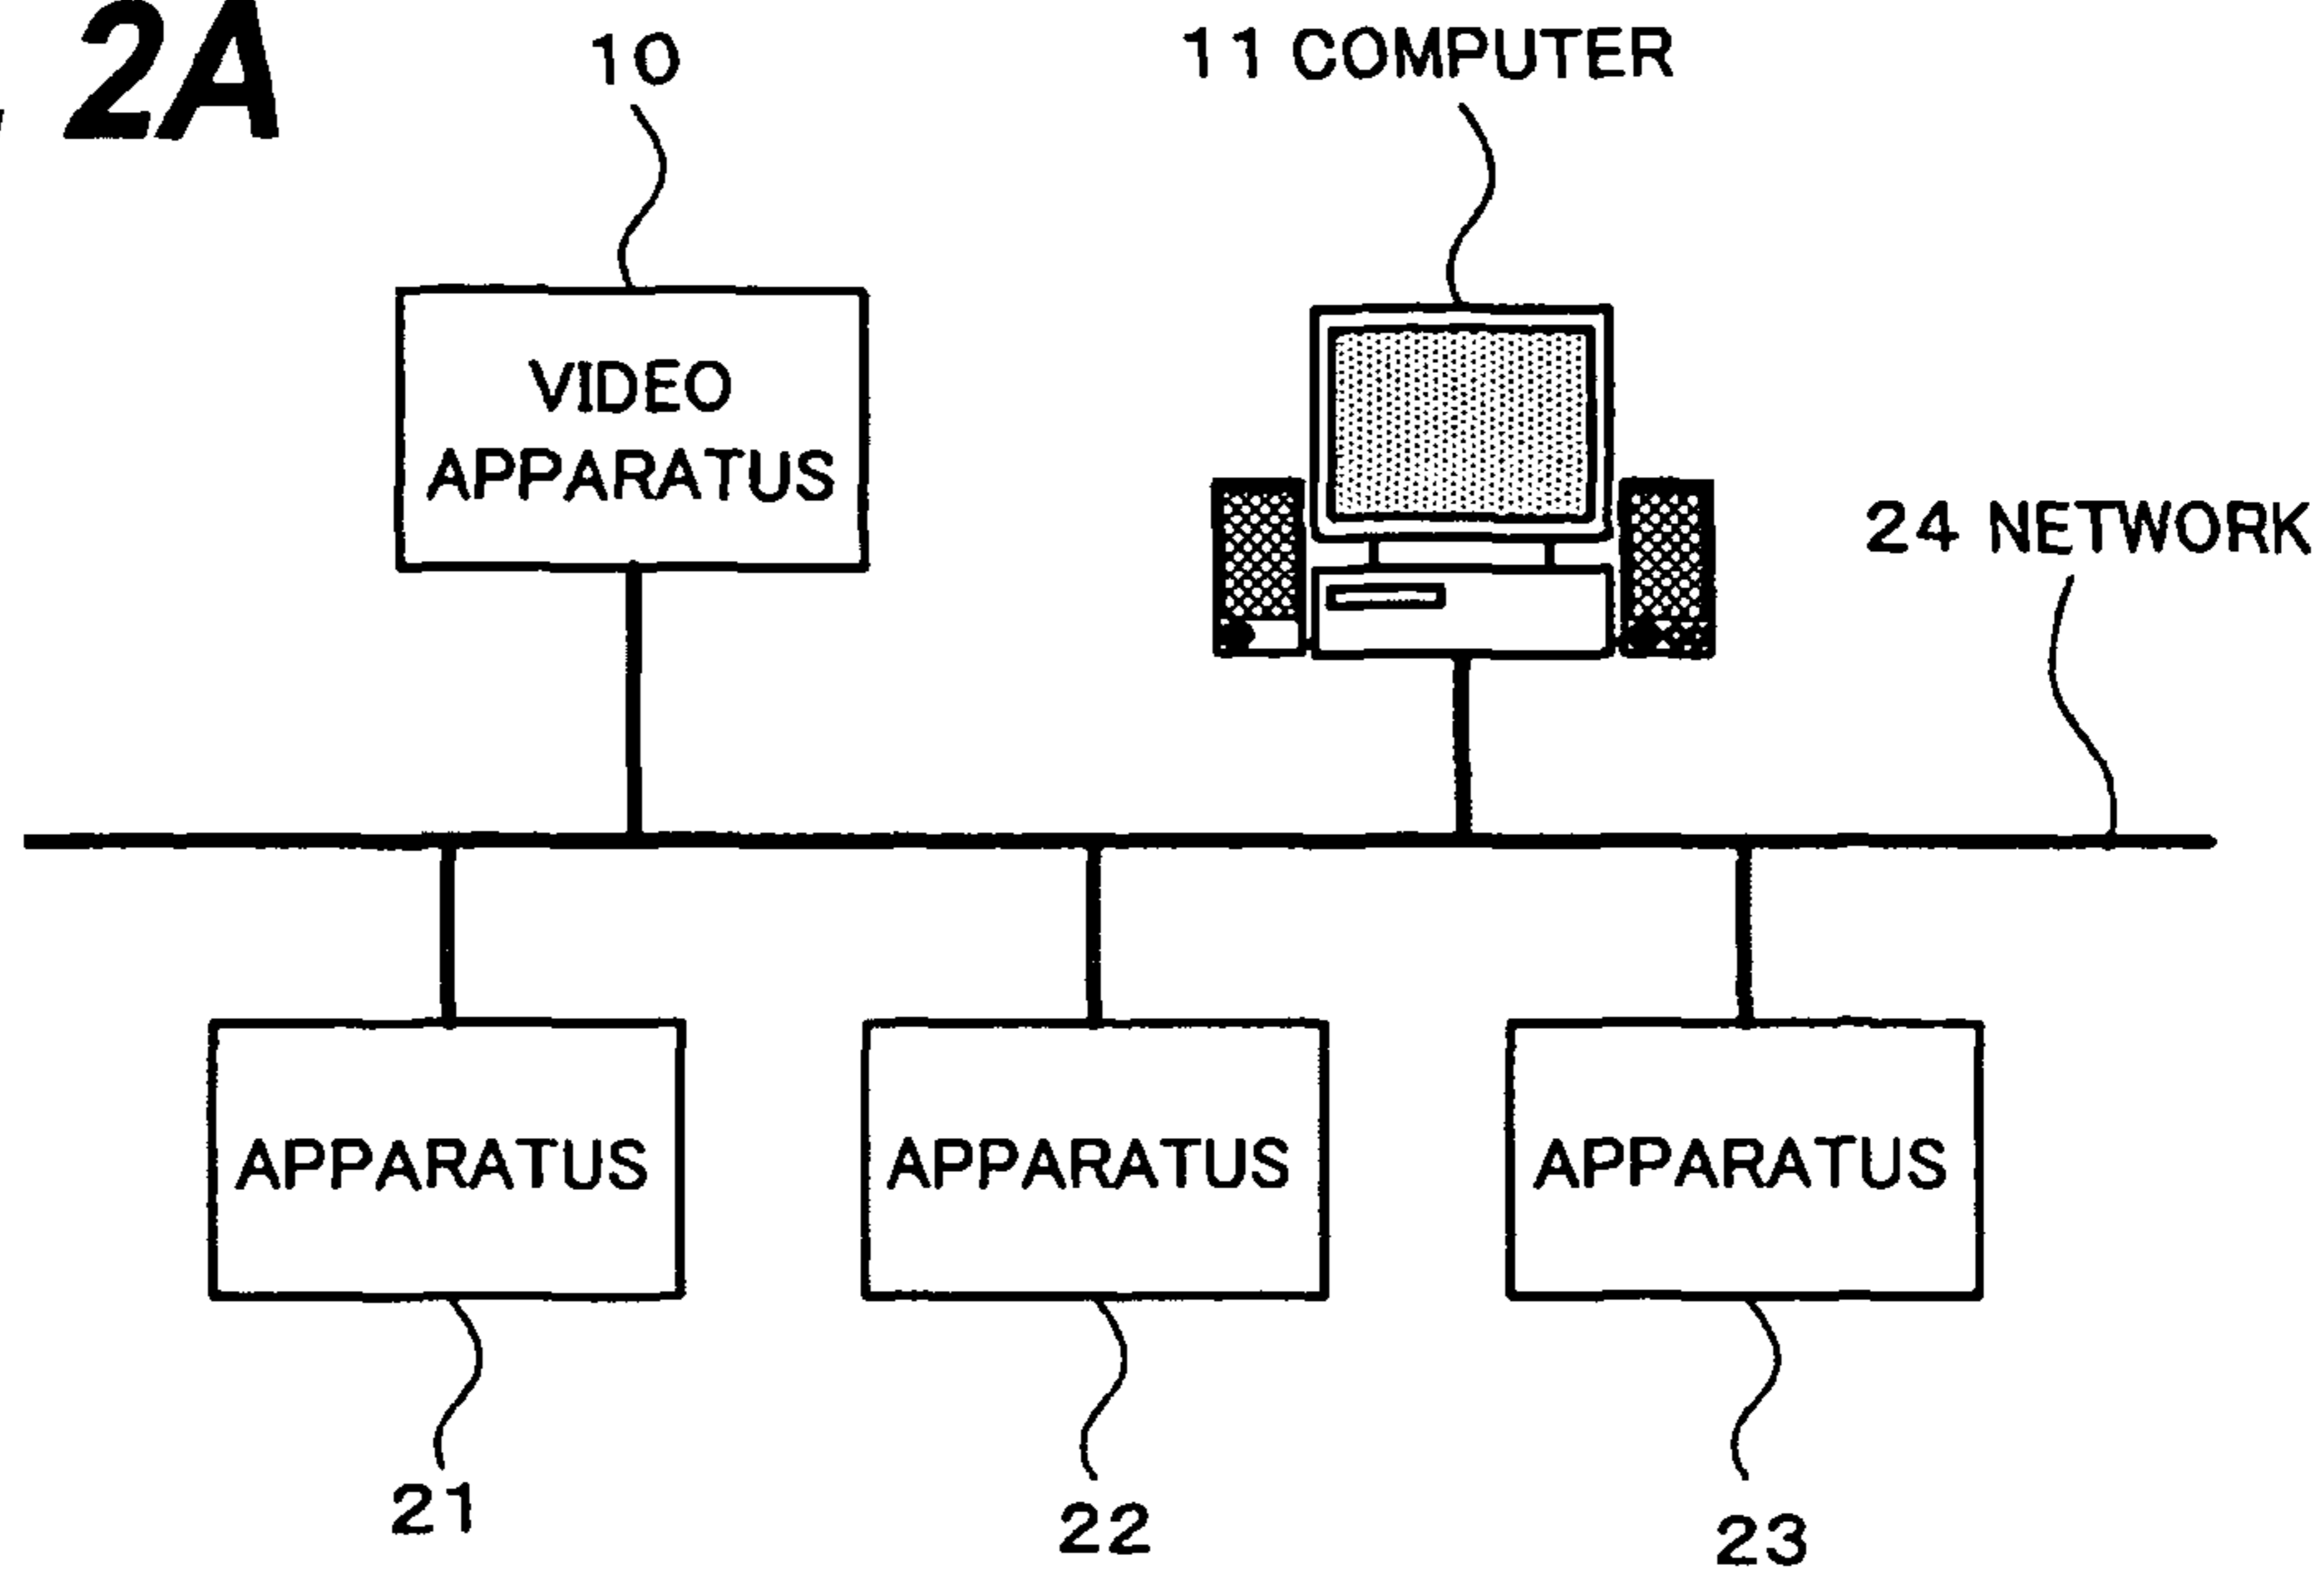 2A
10
11 COMPUTER
VIDEO
APPARATUS
24 NETWORK
APPARATUS
APPARATUS
APPARATUS
21
22
23